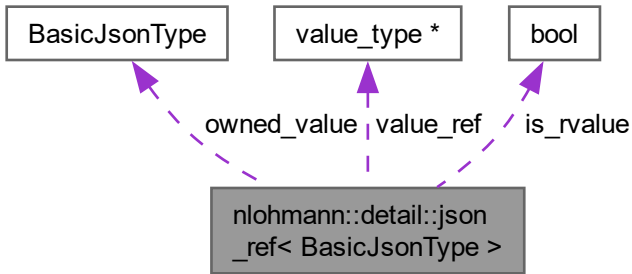 BasicJsonType
value_type *
bool
owned_value
value_ref
is_rvalue
nlohmann::detail::json
_ref< BasicJsonType >